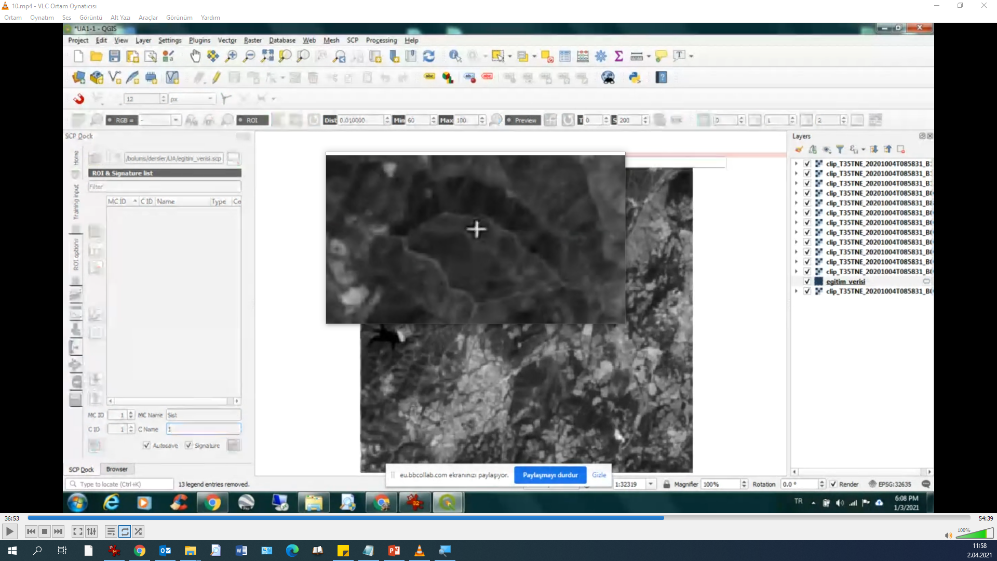 10.mp4 - VLC Ortam Oynatıcısı
Ortam Oynatım Ses Görüntü Alt Yazı Araçlar Görünüm Yardım
*UA1-1 - QGIS
Project Edit View Layer Settings Plugins Vector Raster Database Web Mesh SCP Processing Help
12 px
RGB = - ROI Dist 0.010000 Min 60 Max 100 Preview T 0 S 200 0 1 2
SCP Dock
ROI & Signature list
Filter
MC ID C ID Name Type Co
Home
Training input
ROI options
MC ID 1 MC Name
C ID 1 C Name 1
Autosave Signature
SCP Dock Browser
Layers
clip_T35TNE_20201004T085831_B
clip_T35TNE_20201004T085831_B
clip_T35TNE_20201004T085831_B
clip_T35TNE_20201004T085831_B
clip_T35TNE_20201004T085831_B
clip_T35TNE_20201004T085831_B
clip_T35TNE_20201004T085831_B
clip_T35TNE_20201004T085831_B
clip_T35TNE_20201004T085831_B
clip_T35TNE_20201004T085831_B
clip_T35TNE_20201004T085831_B
clip_T35TNE_20201004T085831_B
egitim_verisi
clip_T35TNE_20201004T085831_B
eu.bbcollab.com ekranınızı paylaşıyor. Paylaşmayı durdur Gizle
Type to locate (Ctrl+K) 13 legend entries removed. 1:32319 Magnifier 100% Rotation 0.0 ° Render EPSG:32635
TR 6:08 PM
1/3/2021
36:53 54:39
100%
11:58
2.04.2021